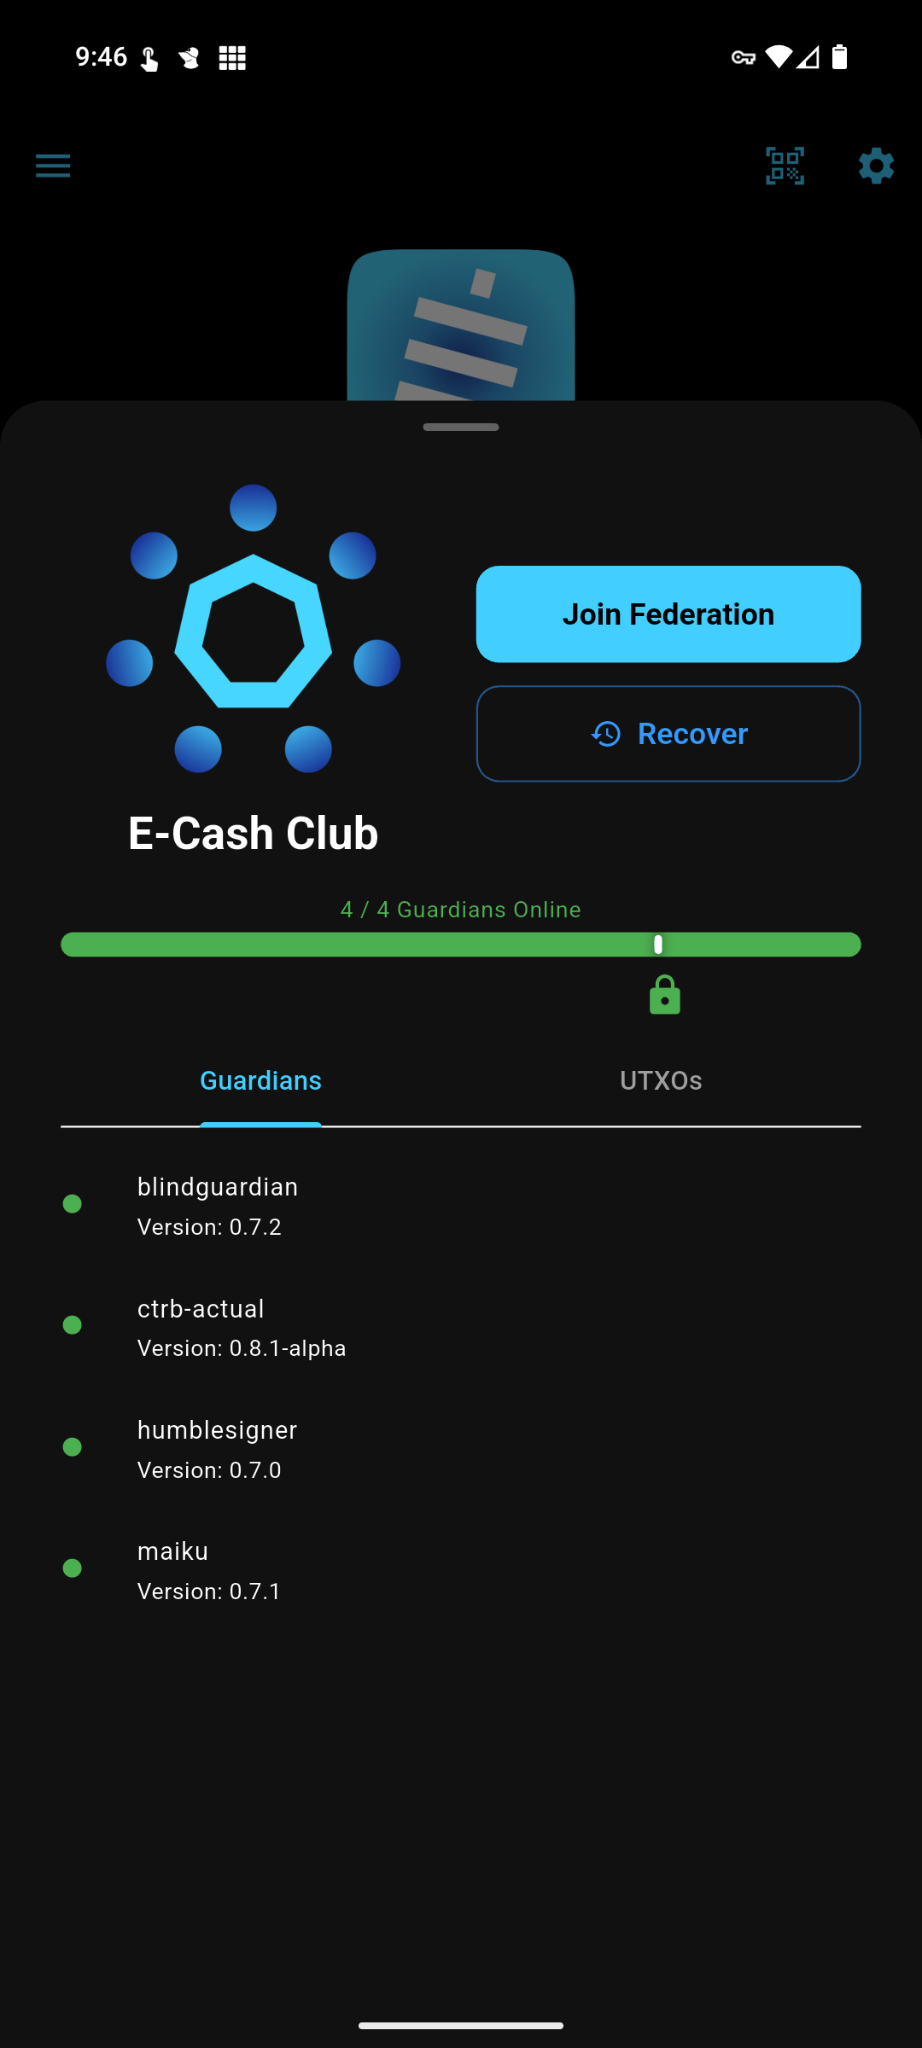 9:46
Join Federation
Recover
E-Cash Club
4 / 4 Guardians Online
Guardians
UTXOs
blindguardian
Version: 0.7.2
ctrb-actual
Version: 0.8.1-alpha
humblesigner
Version: 0.7.0
maiku
Version: 0.7.1